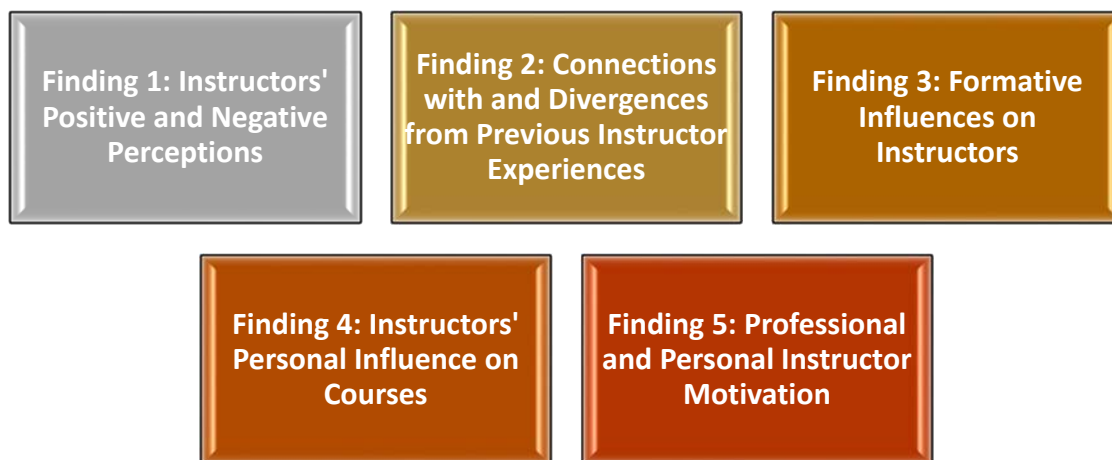 Finding 1: Instructors'
Positive and Negative
Perceptions
Finding 2: Connections
with and Divergences
from Previous Instructor
Experiences
Finding 3: Formative
Influences on
Instructors
Finding 4: Instructors'
Personal Influence on
Courses
Finding 5: Professional
and Personal Instructor
Motivation